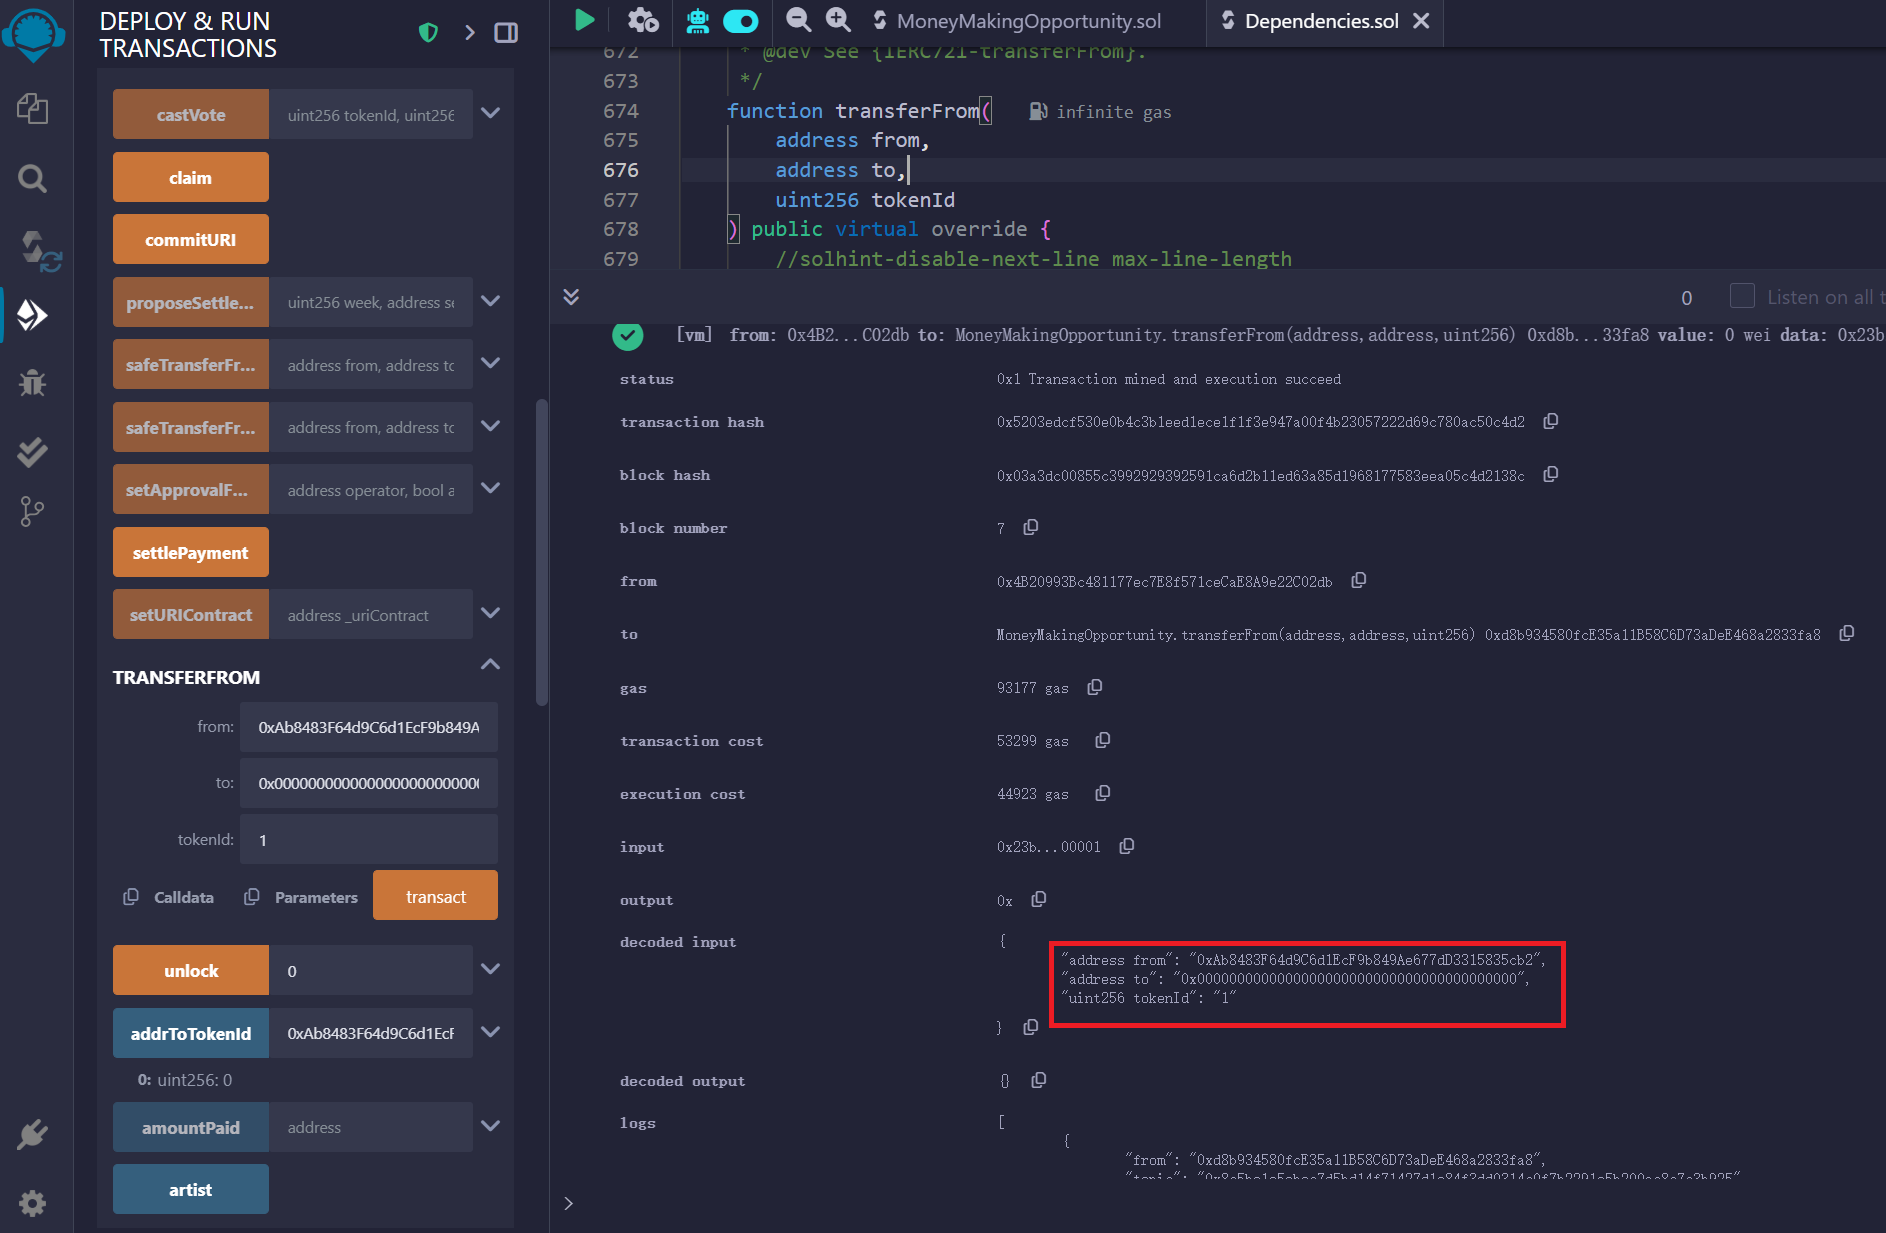 DEPLOY & RUN
TRANSACTIONS
castVote
uint256 tokenId, uint256
claim
commitURI
proposeSettle...
uint256 week, address se
safeTransferFr...
address from, address to
safeTransferFr...
address from, address to
setApprovalF...
address operator, bool a
settlePayment
setURIContract
address _uriContract
TRANSFERFROM
from:
0xAb8483F64d9C6d1EcF9b849A
to:
tokenId:
1
Calldata
Parameters
transact
unlock
0
addrToTokenId
0xAb8483F64d9C6d1EcF
0: uint256: 0
amountPaid
address
artist
MoneyMakingOpportunity.sol
Dependencies.sol
672 * @dev See {IERC721-transferFrom}.
673 */
674 function transferFrom( infinite gas
675 address from,
676 address to,
677 uint256 tokenId
678 ) public virtual override {
679 //solhint-disable-next-line max-line-length
0
Listen on all t
[vm] from: 0x4B2...C02db to: MoneyMakingOpportunity.transferFrom(address,address,uint256) 0xd8b...33fa8 value: 0 wei data: 0x23b
status 0x1 Transaction mined and execution succeed
transaction hash 0x5203edcf530e0b4c3b1eed1ece1f1f3e947a00f4b23057222d69c780ac50c4d2
block hash 0x03a3dc00855c3992929392591ca6d2b11ed63a85d1968177583eea05c4d2138c
block number 7
from 0x4B20993Bc481177ec7E8f571ceCaE8A9e22C02db
to MoneyMakingOpportunity.transferFrom(address,address,uint256) 0xd8b934580fcE35a11B58C6D73aDeE468a2833fa8
gas 93177 gas
transaction cost 53299 gas
execution cost 44923 gas
input 0x23b...00001
output 0x
decoded input {
"address from": "0xAb8483F64d9C6d1EcF9b849Ae677dD3315835cb2",
"address to": "0x0000000000000000000000000000000000000000",
"uint256 tokenId": "1"
}
decoded output {}
logs [
{
"from": "0xd8b934580fcE35a11B58C6D73aDeE468a2833fa8",
>